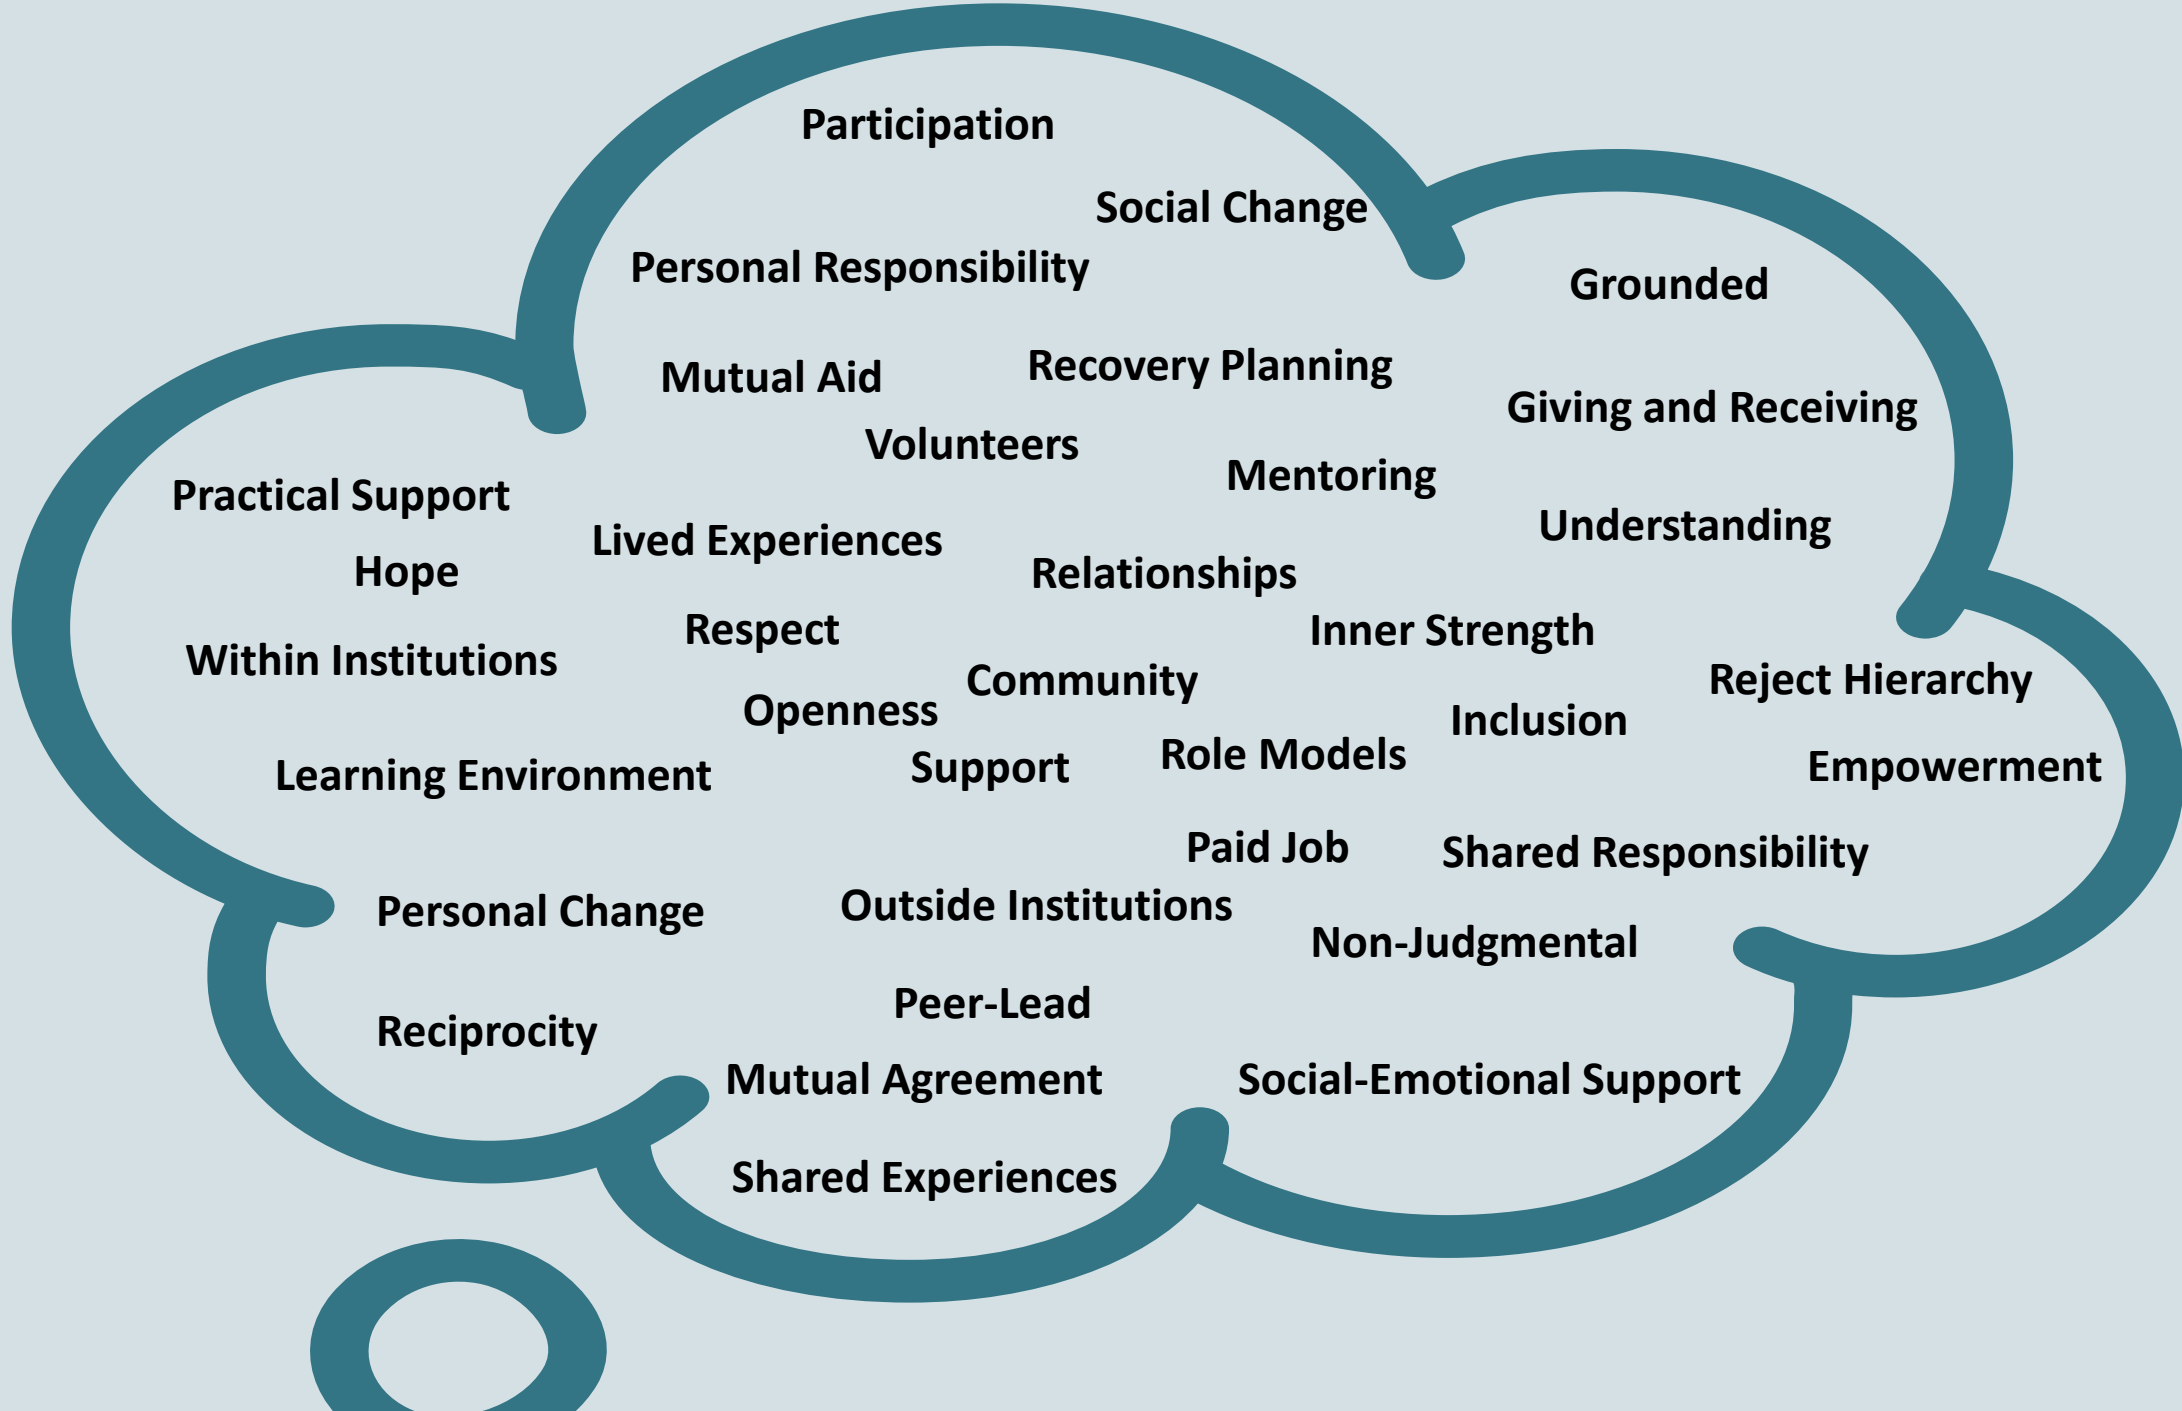 Participation
Social Change
Personal Responsibility
Grounded
Recovery Planning
Mutual Aid
Giving and Receiving
Volunteers
Mentoring
Practical Support
Understanding
Lived Experiences
Hope
Relationships
Respect
Inner Strength
Within Institutions
Community
Reject Hierarchy
Openness
Inclusion
Role Models
Support
Empowerment
Learning Environment
Paid Job
Shared Responsibility
Outside Institutions
Personal Change
Non-Judgmental
Peer-Lead
Reciprocity
Mutual Agreement
Social-Emotional Support
Shared Experiences